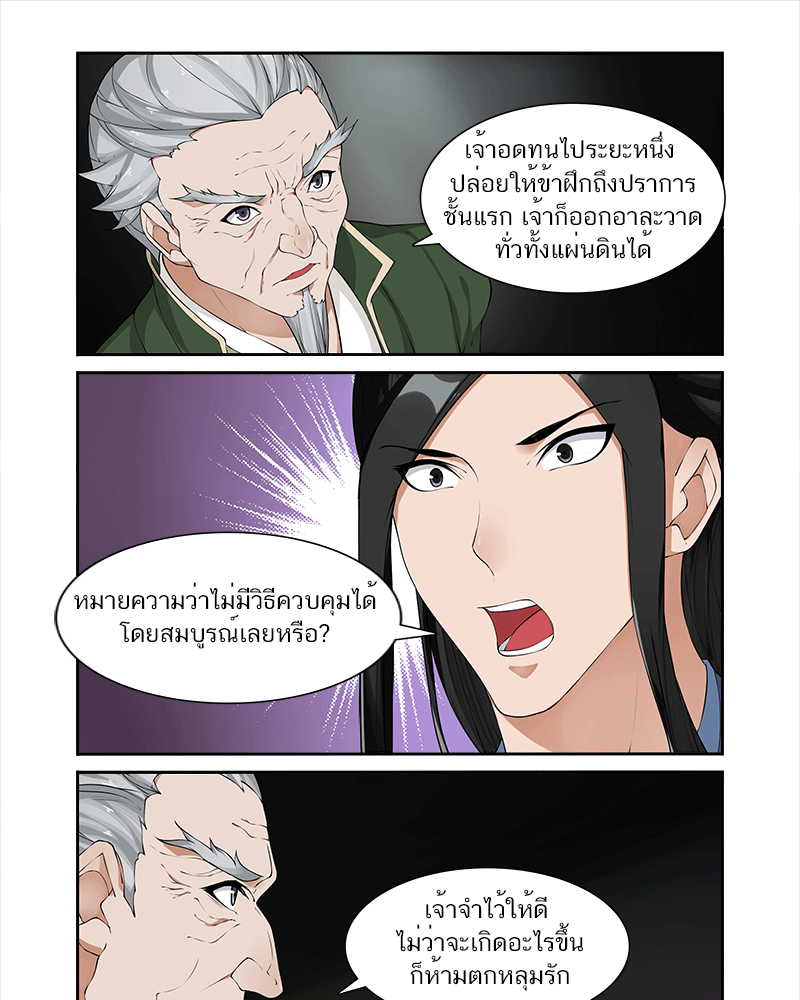 เจ้าอดทนไประยะหนึ่ง
ปล่อยให้ข้าฝึกถึงปราการ
ชั้นแรก เจ้าก็ออกอาละวาด
ทั่วทั้งแผ่นดินได้
หมายความว่าไม่มีวิธีควบคุมได้
โดยสมบูรณ์เลยหรือ?
เจ้าจำไว้ให้ดี
ไม่ว่าจะเกิดอะไรขึ้น
ก็ห้ามตกหลุมรัก